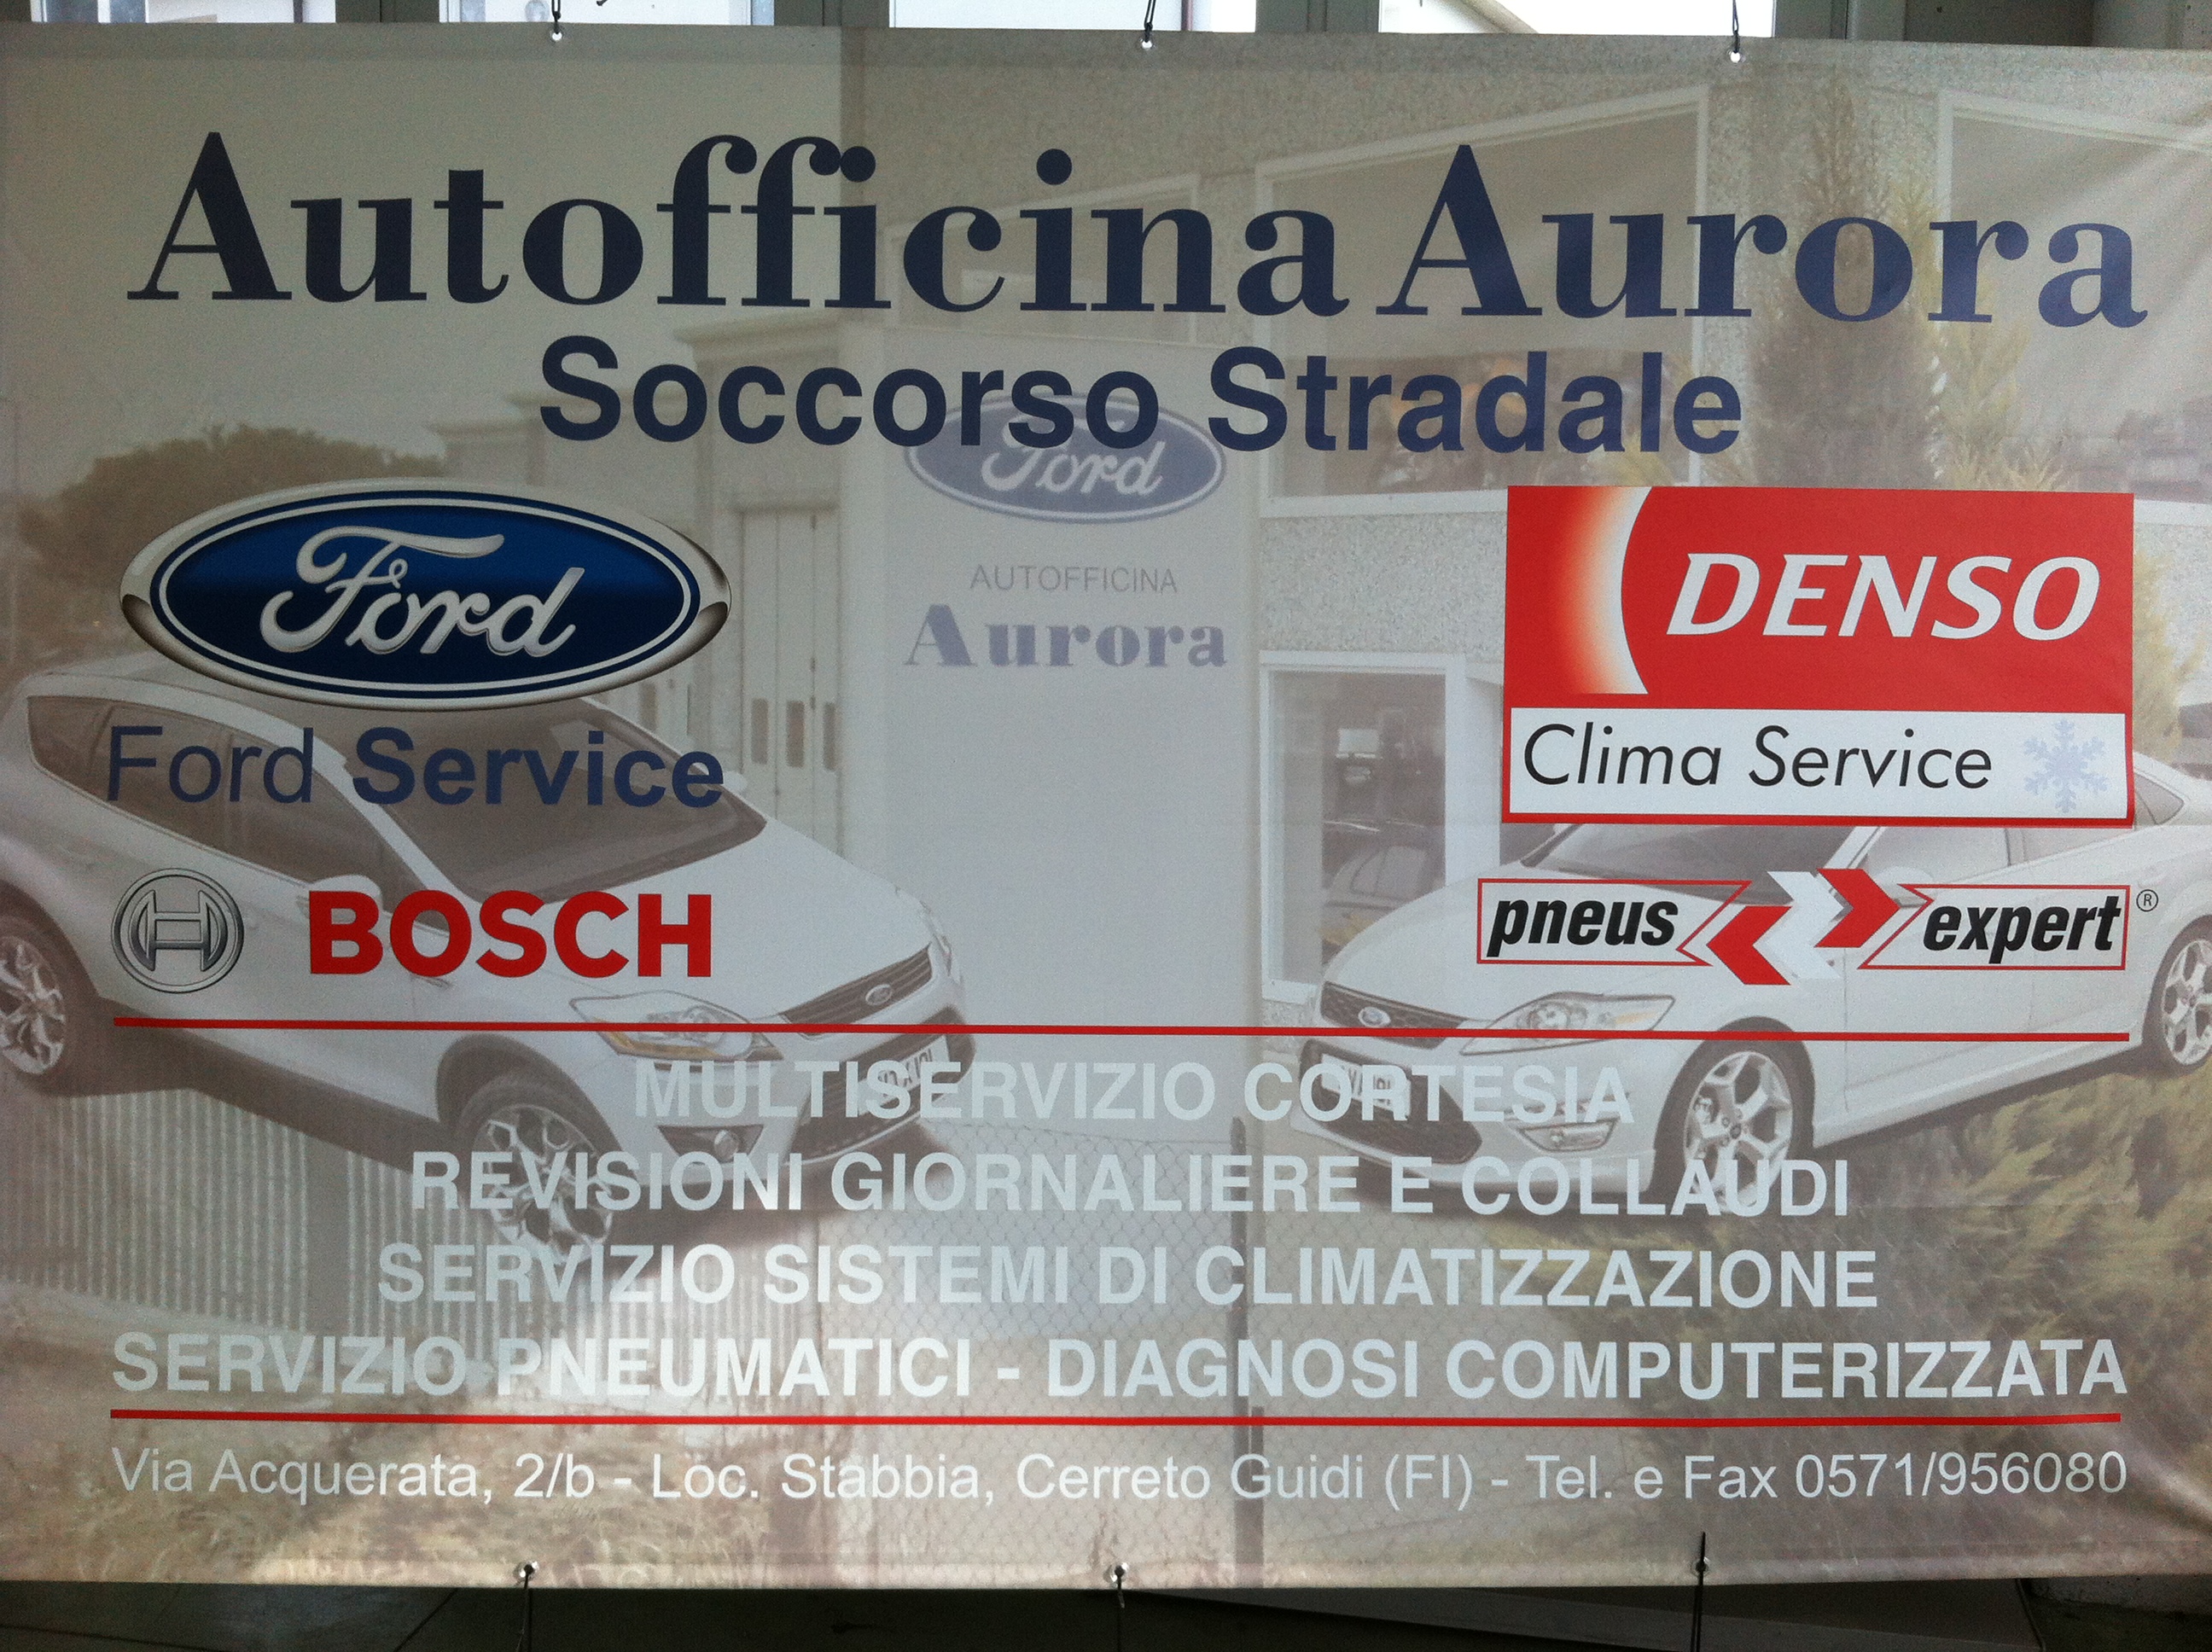 Autofficina Aurora
Soccorso Stradale
Ford
Ford
AUTOFFICINA
Aurora
DENSO
Clima Service
Ford Service
BOSCH
pneus expert®
MULTISERVIZIO CORTESIA
REVISIONI GIORNALIERE E COLLAUDI
SERVIZIO SISTEMI DI CLIMATIZZAZIONE
SERVIZIO PNEUMATICI - DIAGNOSI COMPUTERIZZATA
Via Acquerata, 2/b - Loc. Stabbia, Cerreto Guidi (FI) - Tel. e Fax 0571/956080